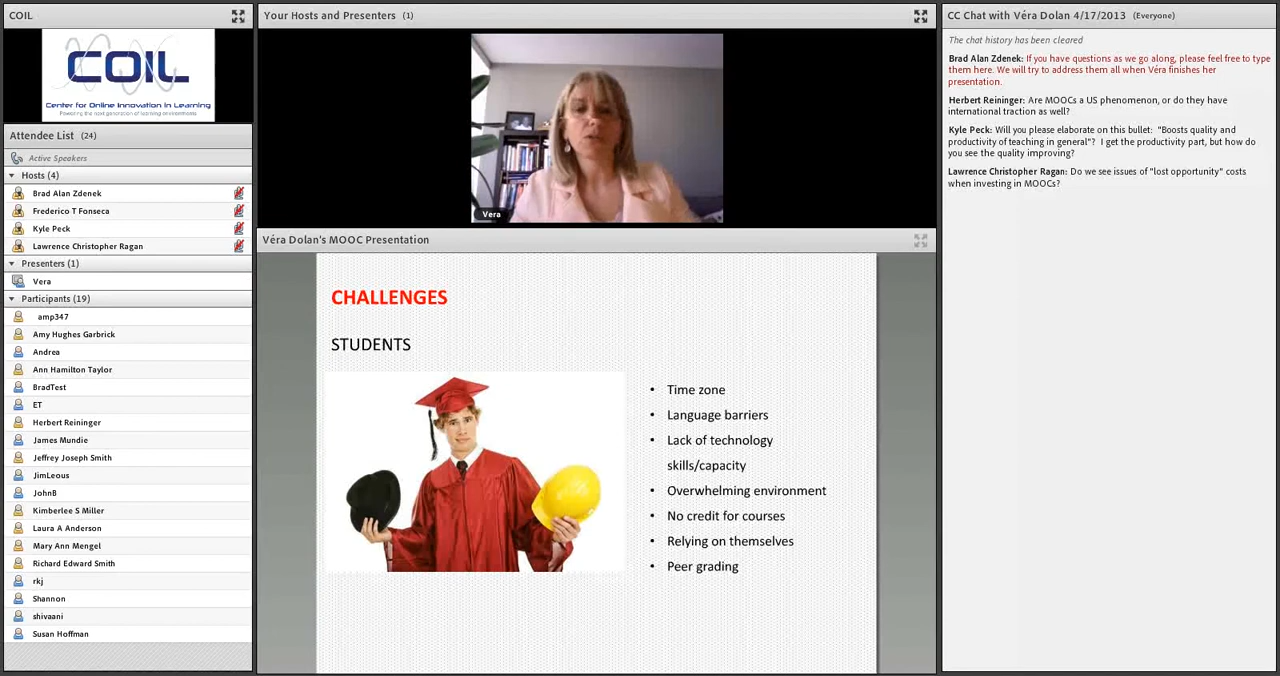 COIL
COIL
Center for Online Innovation in Learning
Powering the next generation of learning environments
Attendee List (24)
Active Speakers
Hosts (4)
Brad Alan Zdenek
Frederico T Fonseca
Kyle Peck
Lawrence Christopher Ragan
Presenters (1)
Vera
Participants (19)
amp347
Amy Hughes Garbrick
Andrea
Ann Hamilton Taylor
BradTest
ET
Herbert Reininger
James Mundie
Jeffrey Joseph Smith
JimLeous
JohnB
Kimberlee S Miller
Laura A Anderson
Mary Ann Mengel
Richard Edward Smith
rkj
Shannon
shivaani
Susan Hoffman
Your Hosts and Presenters (1)
Vera
Véra Dolan's MOOC Presentation
CHALLENGES
STUDENTS
• Time zone
• Language barriers
• Lack of technology
skills/capacity
• Overwhelming environment
• No credit for courses
• Relying on themselves
• Peer grading
CC Chat with Véra Dolan 4/17/2013 (Everyone)
The chat history has been cleared
Brad Alan Zdenek: If you have questions as we go along, please feel free to type
them here. We will try to address them all when Véra finishes her
presentation.
Herbert Reininger: Are MOOCs a US phenomenon, or do they have
international traction as well?
Kyle Peck: Will you please elaborate on this bullet: "Boosts quality and
productivity of teaching in general"? I get the productivity part, but how do
you see the quality improving?
Lawrence Christopher Ragan: Do we see issues of "lost opportunity" costs
when investing in MOOCs?